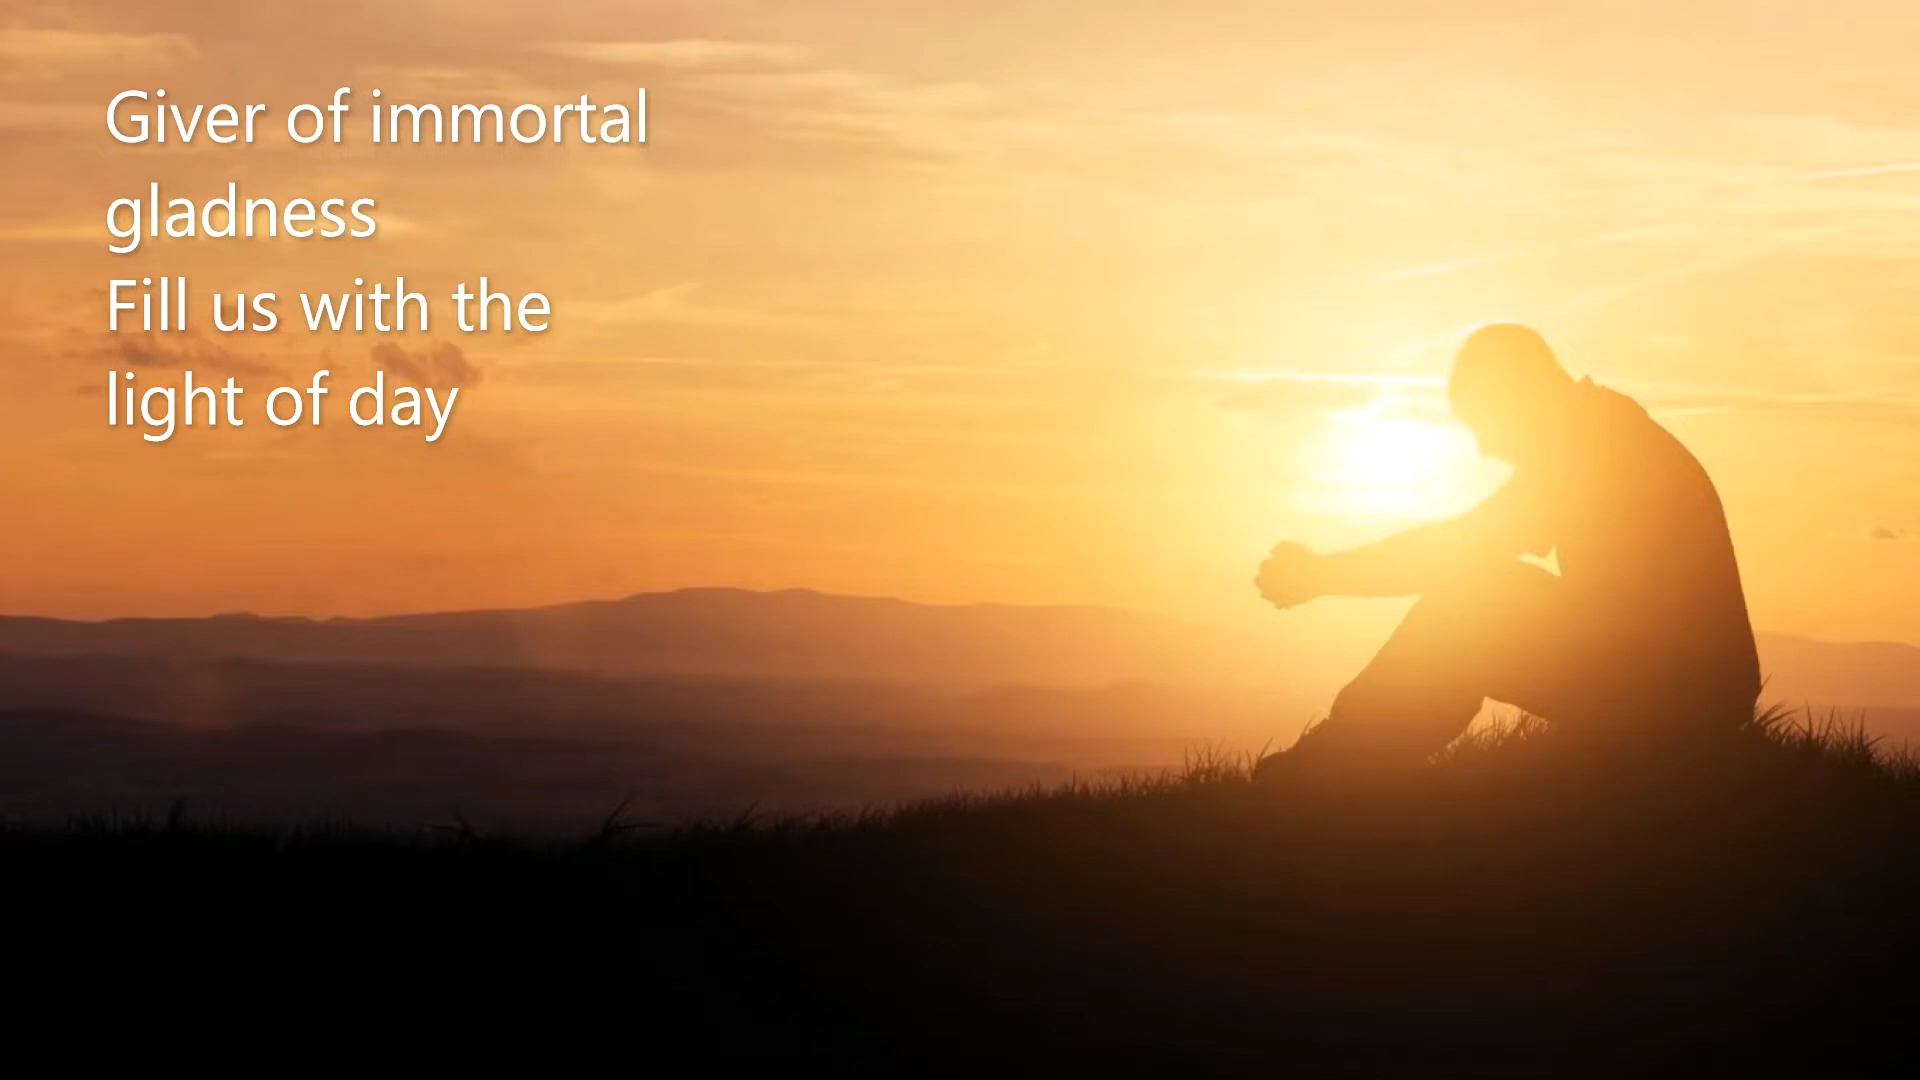 Giver of immortal
gladness
Fill us with the
light of day